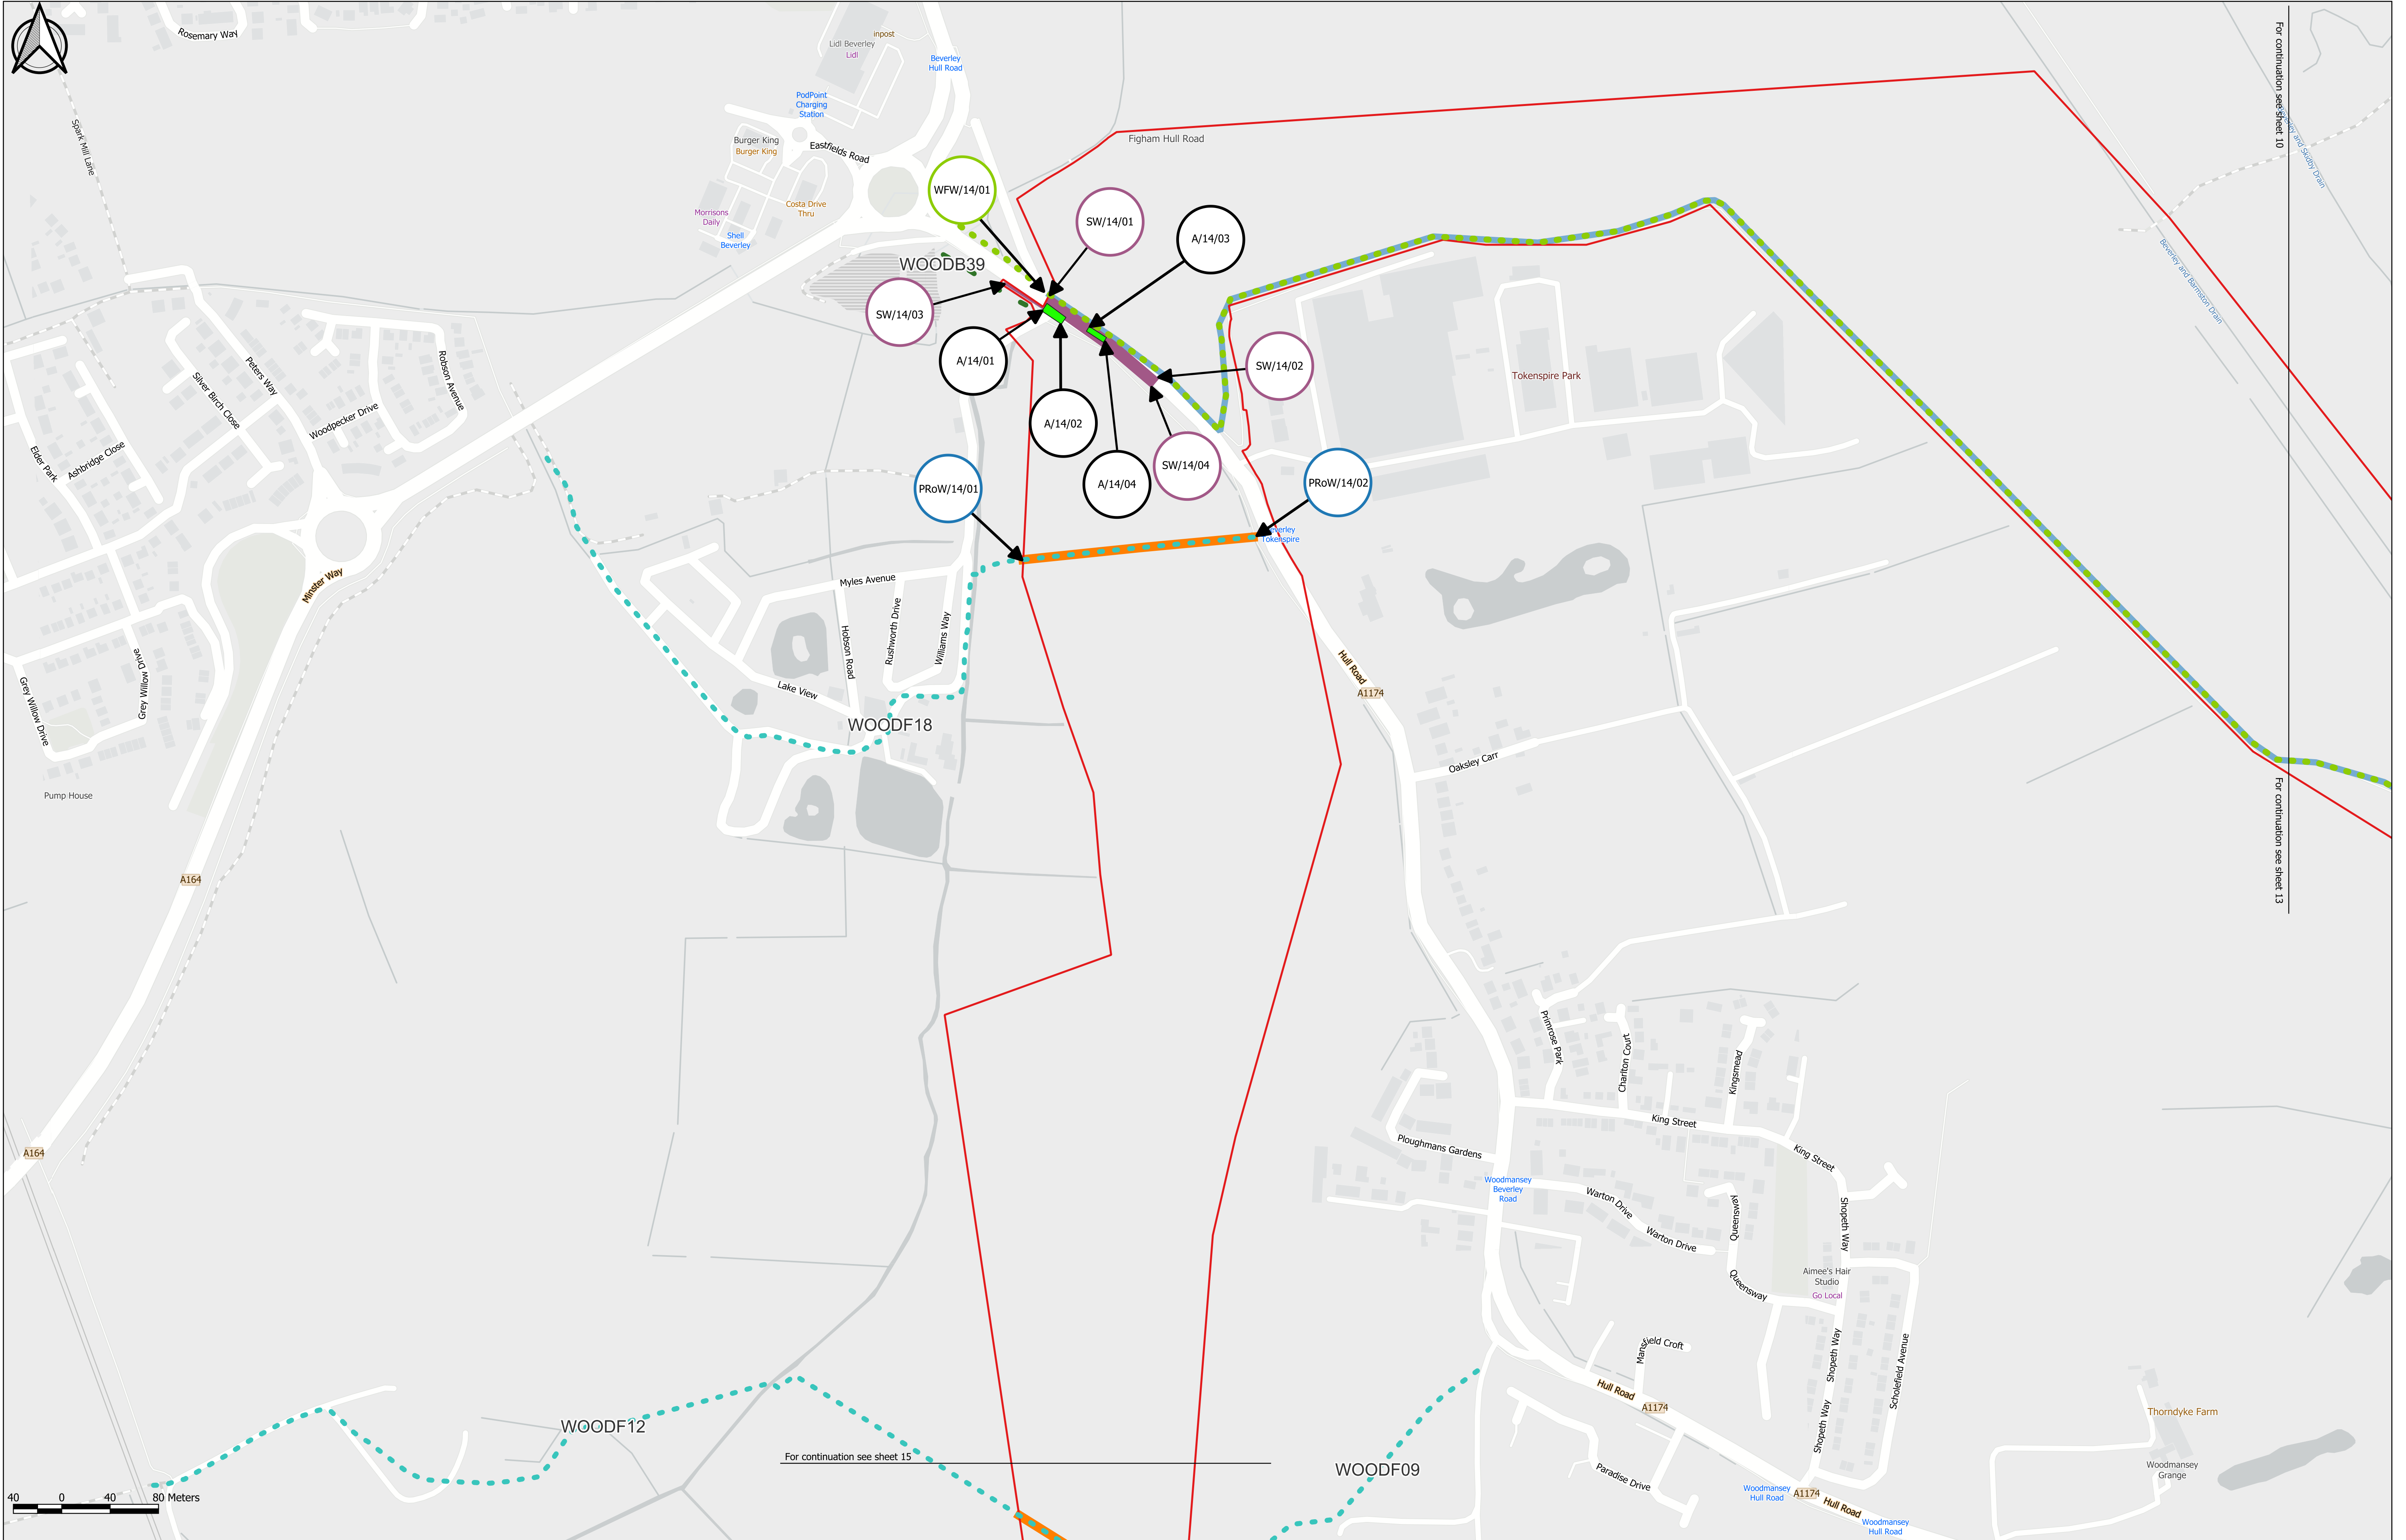 Rosemary Way
inpost
Lidl Beverley
Lidl
Beverley
Hull Road
PodPoint
Charging
Station
Burger King
Burger King
Eastfields Road
Spark Mill Lane
Figham Hull Road
For continuation see sheet 10
Beverley and Barmston Drain
WFW/14/01
SW/14/01
A/14/03
Morrisons
Daily
Costa Drive
Thru
Shell
Beverley
WOODB39
SW/14/03
A/14/01
A/14/02
SW/14/02
Tokenspire Park
SW/14/04
A/14/04
PRoW/14/01
PRoW/14/02
Tokenspire
Peters Way
Robson Avenue
Silver Birch Close
Woodpecker Drive
Elder Park
Ashbridge Close
Minster Way
Myles Avenue
Hobson Road
Rushworth Drive
Williams Way
Lake View
WOODF18
Grey Willow Drive
Grey Willow Drive
Pump House
Hull Road
A1174
Oaksley Carr
For continuation see sheet 13
A164
A164
Primrose Park
Charlton Court
Kingsmead
King Street
King Street
Ploughmans Gardens
Woodmansey
Beverley
Road
Warton Drive
Warton Drive
Queensway
Queensway
Shopeth Way
Aimee's Hair
Studio
Go Local
Shopeth Way
Shopeth Way
Scholefield Avenue
Hull Road
A1174
Thorndyke Farm
Woodmansey
Grange
WOODF12
For continuation see sheet 15
WOODF09
Paradise Drive
Woodmansey
Hull Road
A1174
Hull Road
Woodmansey
Hull Road
40 0 40 80 Meters